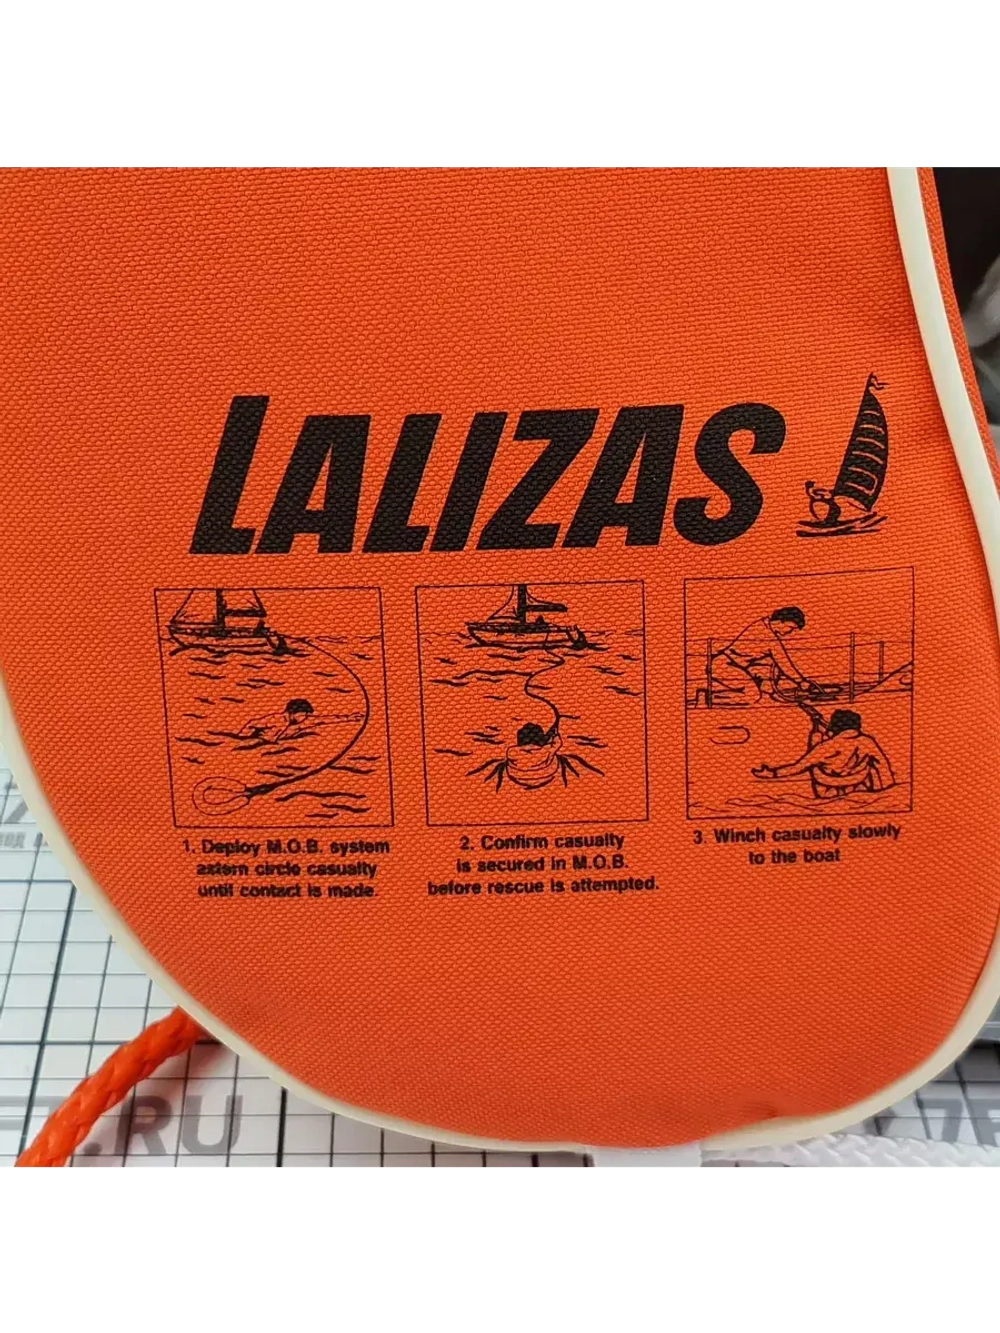 LALIZAS
1. Deploy M.O.B. system
astern circle casualty
until contact is made.
2. Confirm casualty
is secured in M.O.B.
before rescue is attempted.
3. Winch casualty slowly
to the boat
.RU